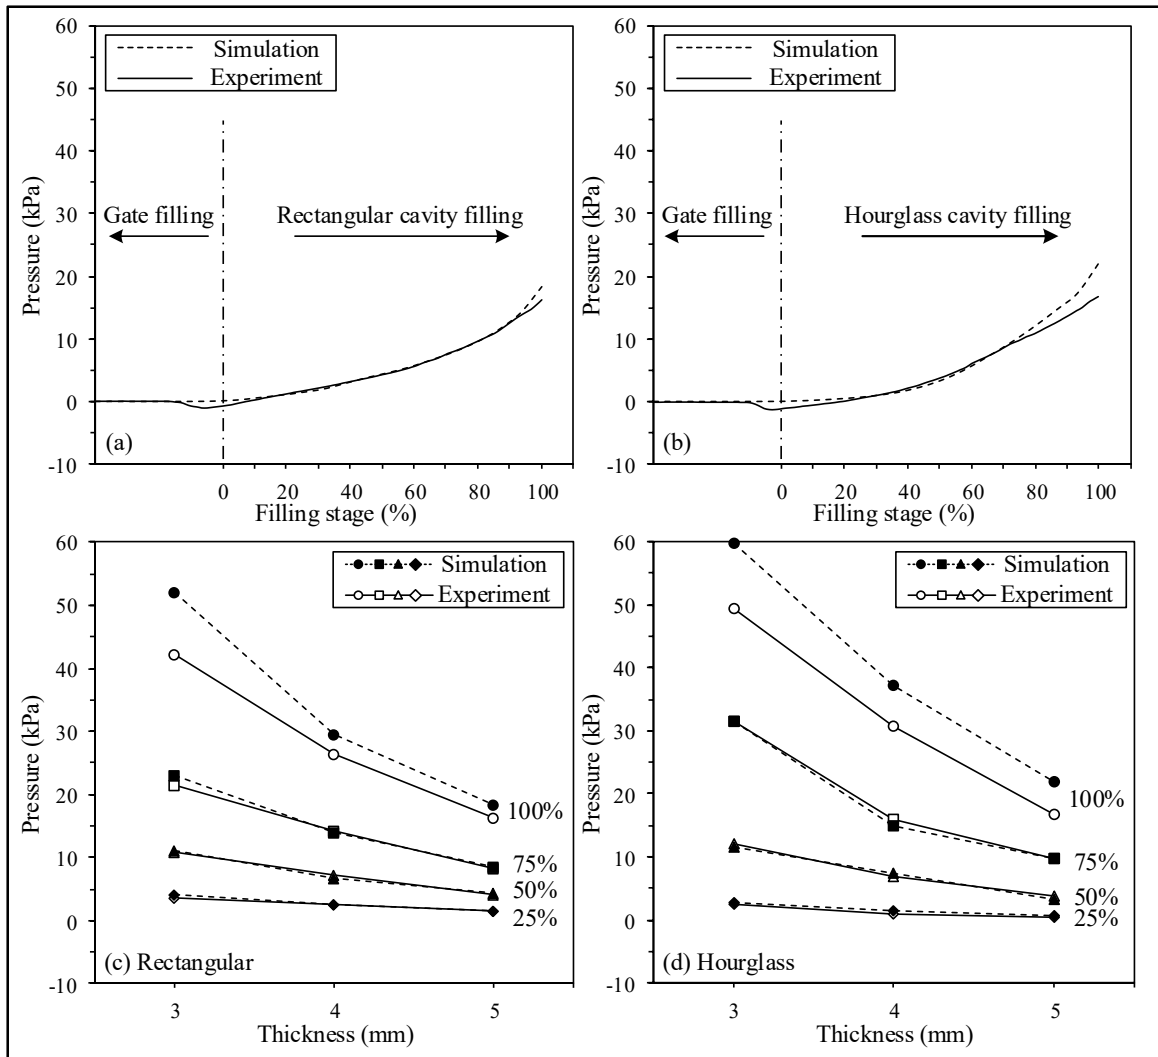 60
50
40
30
20
10
0
-10
Pressure (kPa)
Simulation
Experiment
Gate filling
Rectangular cavity filling
(a)
0 20 40 60 80 100
Filling stage (%)
60
50
40
30
20
10
0
-10
Pressure (kPa)
Simulation
Experiment
Gate filling
Hourglass cavity filling
(b)
0 20 40 60 80 100
Filling stage (%)
60
50
40
30
20
10
0
-10
Pressure (kPa)
Simulation
Experiment
100%
75%
50%
25%
(c) Rectangular
3 4 5
Thickness (mm)
60
50
40
30
20
10
0
-10
Pressure (kPa)
Simulation
Experiment
100%
75%
50%
25%
(d) Hourglass
3 4 5
Thickness (mm)